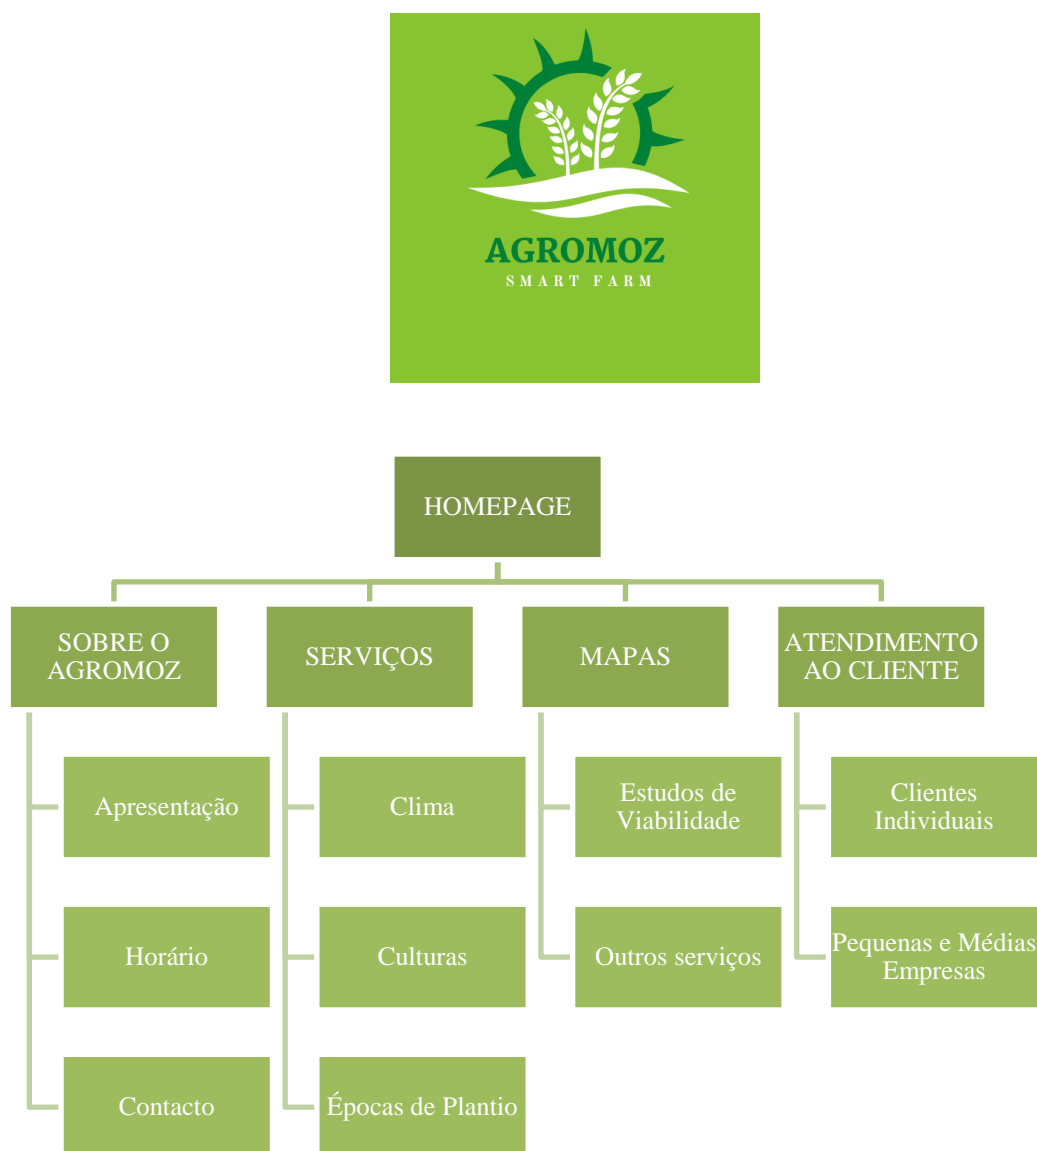 AGROMOZ
SMART FARM
HOMEPAGE
SOBRE O
AGROMOZ
SERVIÇOS
MAPAS
ATENDIMENTO
AO CLIENTE
Apresentação
Clima
Estudos de
Viabilidade
Clientes
Individuais
Horário
Culturas
Outros serviços
Pequenas e Médias
Empresas
Contacto
Épocas de Plantio